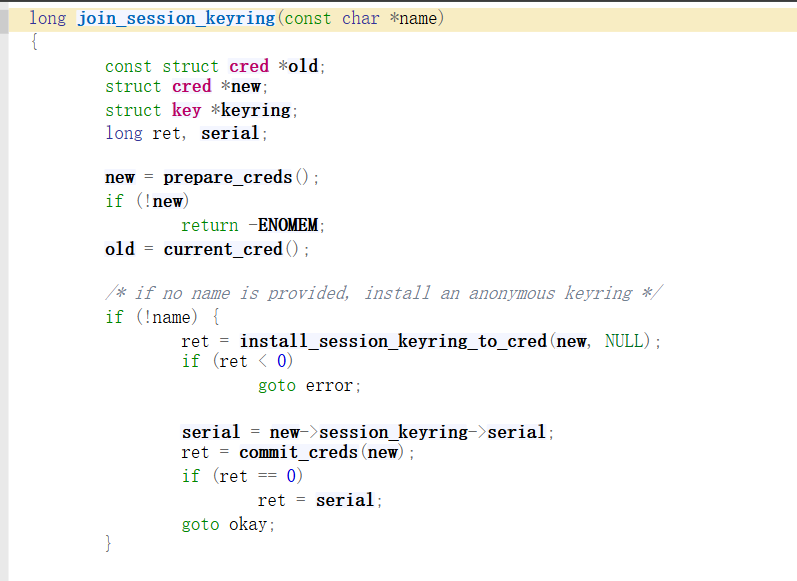 long join_session_keyring(const char *name)
{
        const struct cred *old;
        struct cred *new;
        struct key *keyring;
        long ret, serial;

        new = prepare_creds();
        if (!new)
                return -ENOMEM;
        old = current_cred();

        /* if no name is provided, install an anonymous keyring */
        if (!name) {
                ret = install_session_keyring_to_cred(new, NULL);
                if (ret < 0)
                        goto error;

                serial = new->session_keyring->serial;
                ret = commit_creds(new);
                if (ret == 0)
                        ret = serial;
                goto okay;
        }